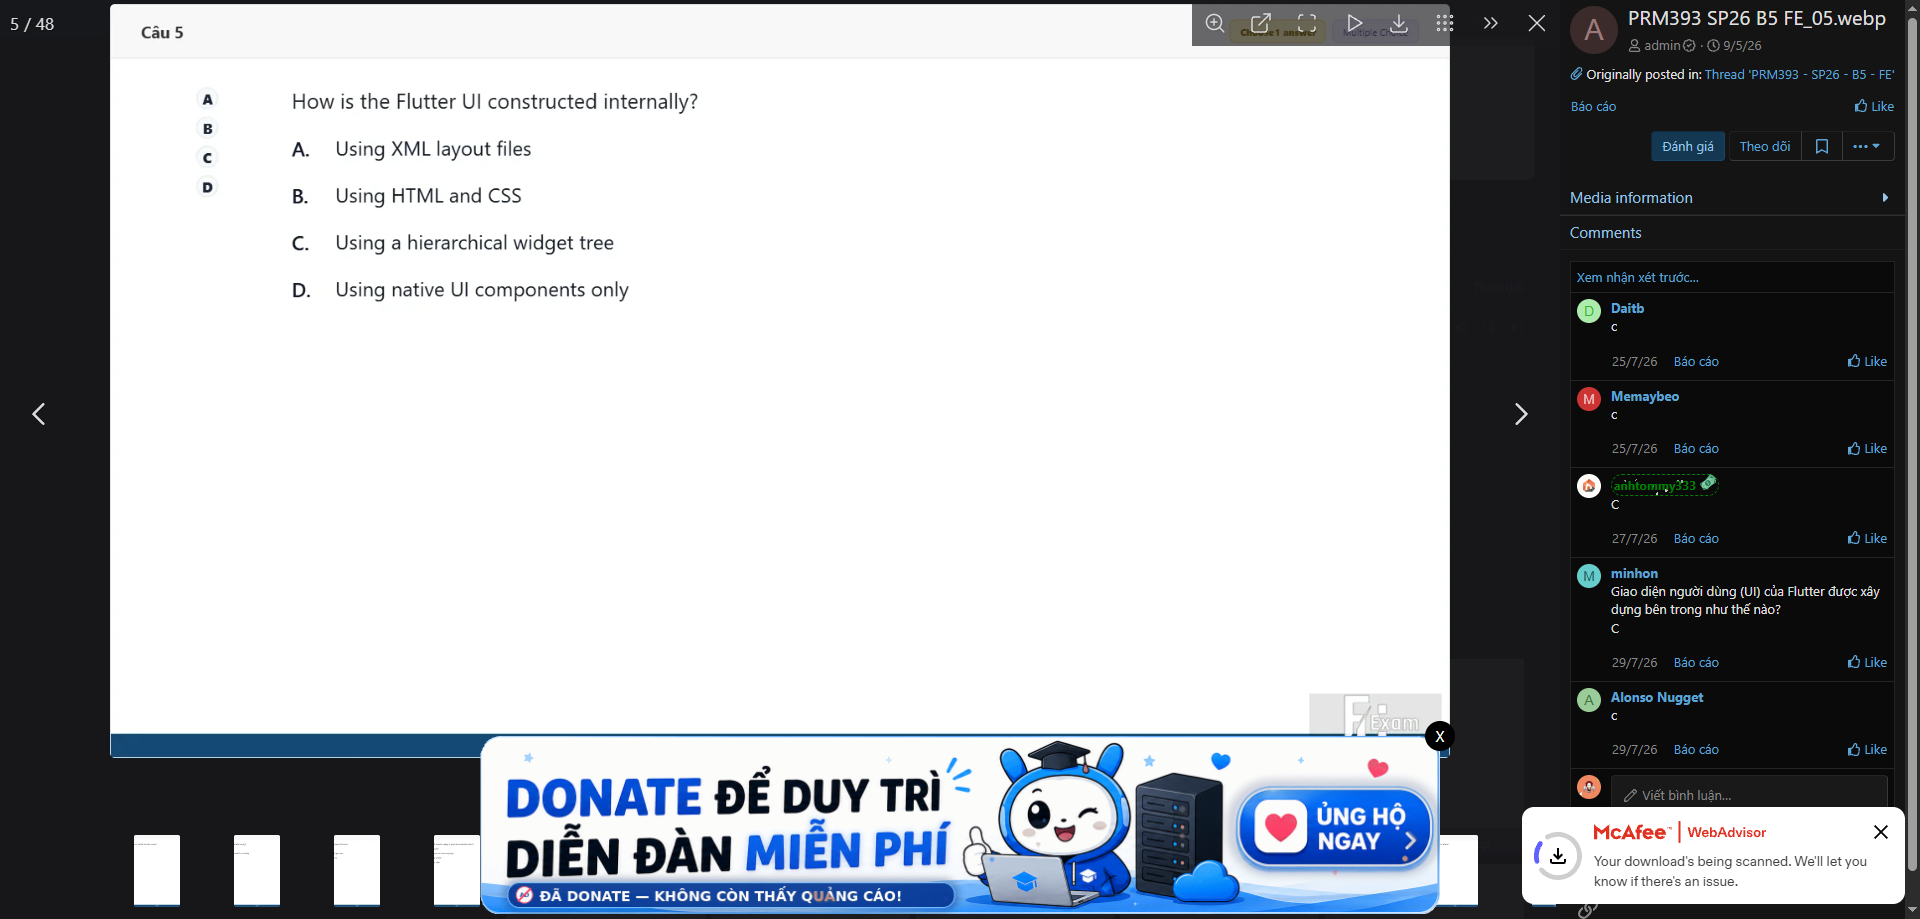 5 / 48
Câu 5
Choose 1 answer
Multiple Choice
A
B
C
D
How is the Flutter UI constructed internally?
A. Using XML layout files
B. Using HTML and CSS
C. Using a hierarchical widget tree
D. Using native UI components only
Exam
DONATE ĐỂ DUY TRÌ
DIỄN ĐÀN MIỄN PHÍ
ĐÃ DONATE — KHÔNG CÒN THẤY QUẢNG CÁO!
ỦNG HỘ
NGAY
X
A
PRM393 SP26 B5 FE_05.webp
admin · 9/5/26
Originally posted in: Thread 'PRM393 - SP26 - B5 - FE'
Báo cáo
Like
Đánh giá
Theo dõi
Media information
Comments
Xem nhận xét trước...
D
Daitb
c
25/7/26 Báo cáo Like
M
Memaybeo
c
25/7/26 Báo cáo Like
anhtommy333
C
27/7/26 Báo cáo Like
M
minhon
Giao diện người dùng (UI) của Flutter được xây
dựng bên trong như thế nào?
C
29/7/26 Báo cáo Like
A
Alonso Nugget
c
29/7/26 Báo cáo Like
Viết bình luận...
McAfee | WebAdvisor
Your download's being scanned. We'll let you
know if there's an issue.